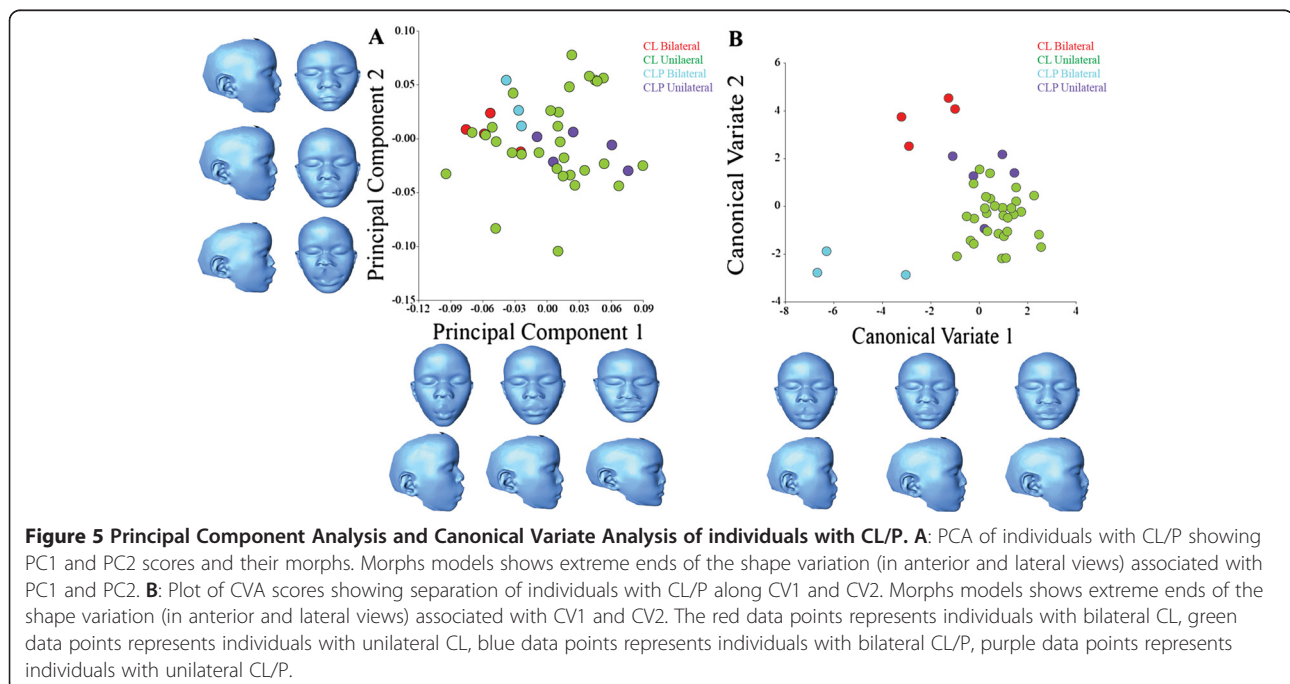 A
CL Bilateral
CL Unilaeral
CLP Bilateral
CLP Unilateral
Principal Component 2
0.10
0.05
-0.00
-0.05
-0.10
-0.15
-0.12 -0.09 -0.06 -0.03 0.00 0.03 0.06 0.09
Principal Component 1
B
CL Bilateral
CL Unilateral
CLP Bilateral
CLP Unilateral
Canonical Variate 2
6
4
2
0
-2
-4
-8 -6 -4 -2 0 2 4
Canonical Variate 1
Figure 5 Principal Component Analysis and Canonical Variate Analysis of individuals with CL/P. A: PCA of individuals with CL/P showing
PC1 and PC2 scores and their morphs. Morphs models shows extreme ends of the shape variation (in anterior and lateral views) associated with
PC1 and PC2. B: Plot of CVA scores showing separation of individuals with CL/P along CV1 and CV2. Morphs models shows extreme ends of the
shape variation (in anterior and lateral views) associated with CV1 and CV2. The red data points represents individuals with bilateral CL, green
data points represents individuals with unilateral CL, blue data points represents individuals with bilateral CL/P, purple data points represents
individuals with unilateral CL/P.